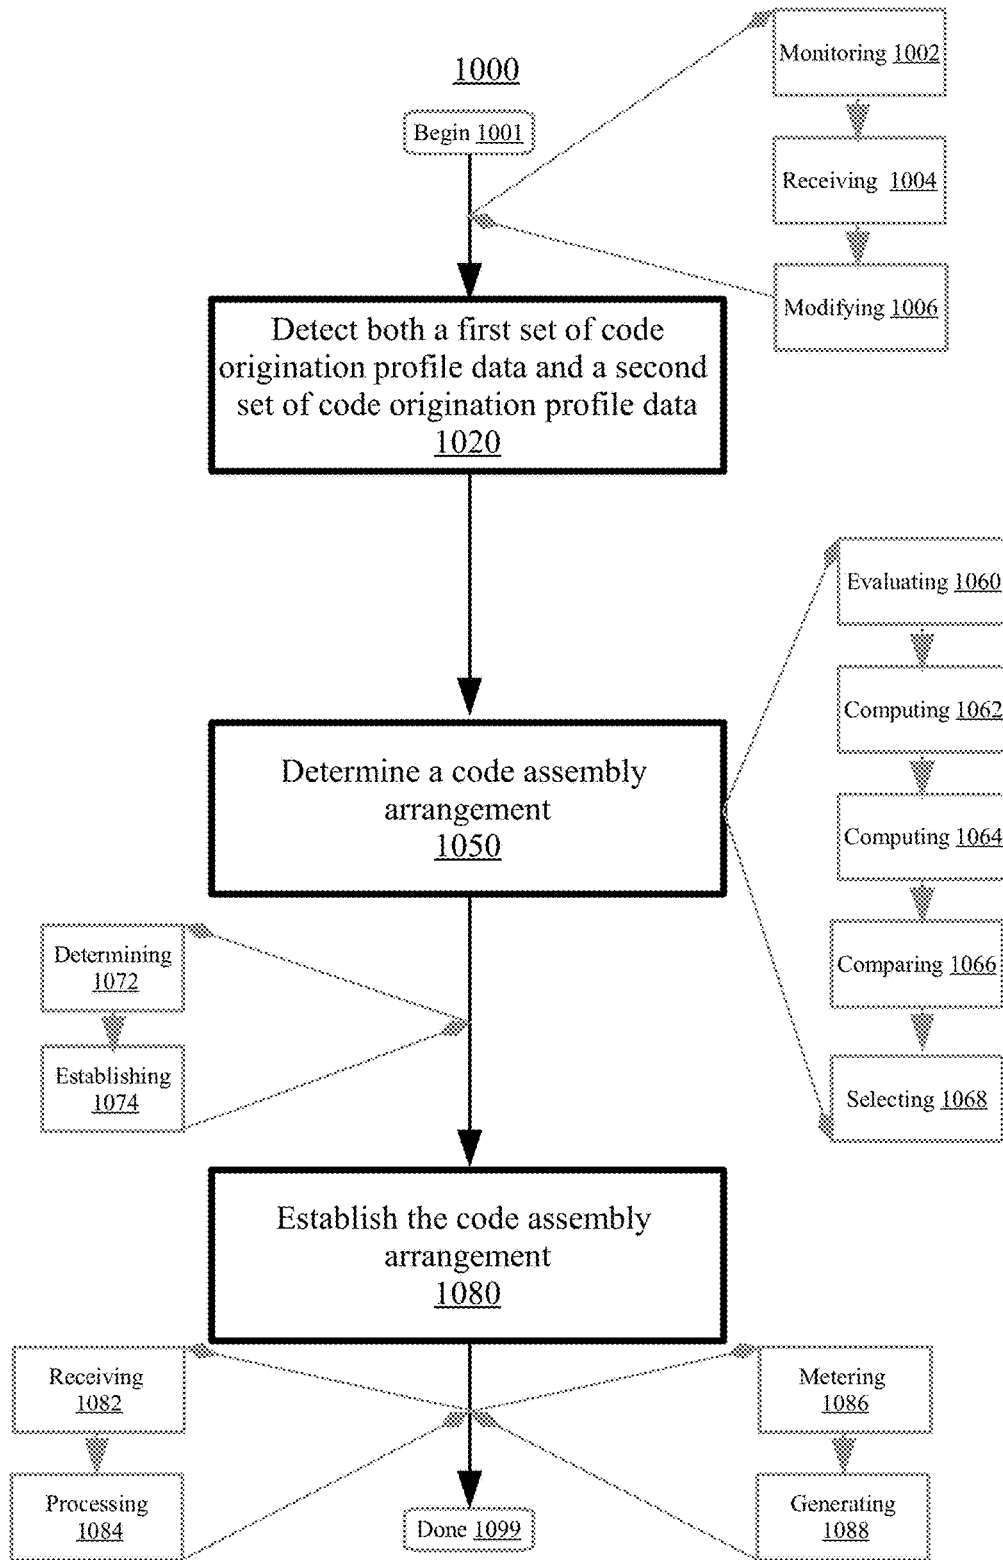 1000
Begin 1001
Monitoring 1002
Receiving 1004
Modifying 1006
Detect both a first set of code
origination profile data and a second
set of code origination profile data
1020
Evaluating 1060
Computing 1062
Computing 1064
Comparing 1066
Selecting 1068
Determine a code assembly
arrangement
1050
Determining
1072
Establishing
1074
Establish the code assembly
arrangement
1080
Receiving
1082
Processing
1084
Metering
1086
Generating
1088
Done 1099